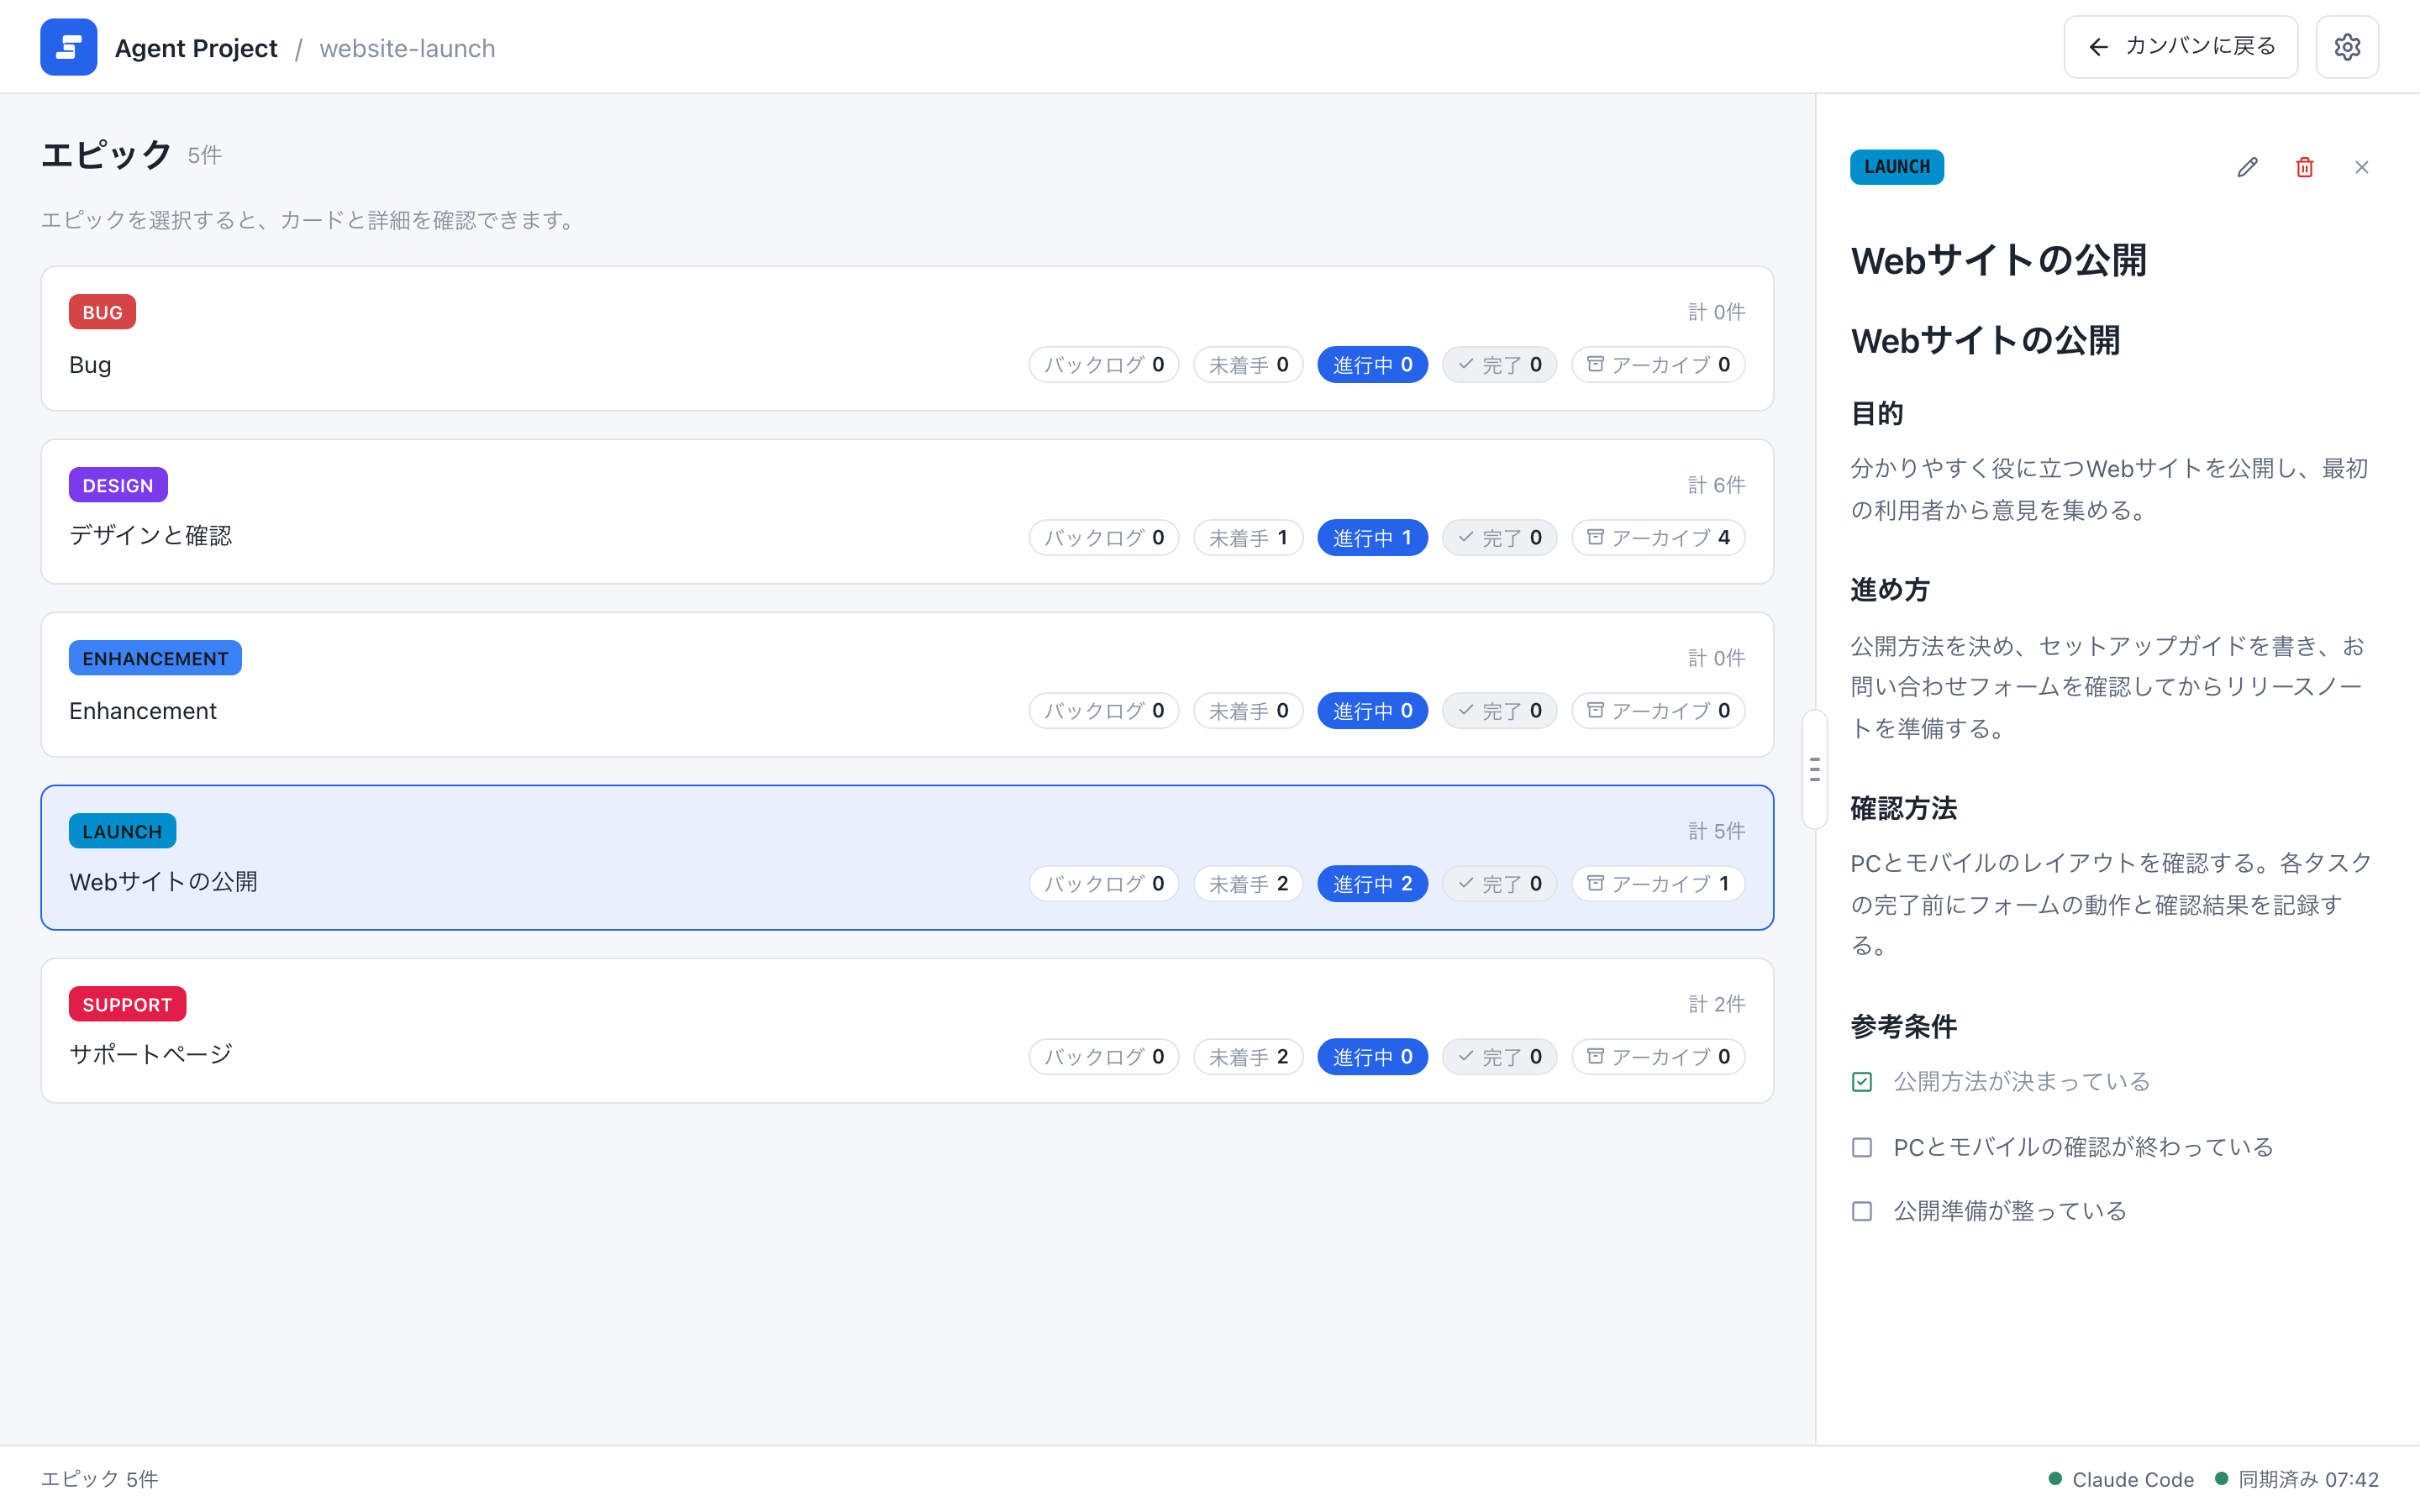 Agent Project / website-launch
カンバンに戻る
エピック 5件
エピックを選択すると、カードと詳細を確認できます。
BUG
計 0件
Bug
バックログ 0 未着手 0 進行中 0 完了 0 アーカイブ 0
DESIGN
計 6件
デザインと確認
バックログ 0 未着手 1 進行中 1 完了 0 アーカイブ 4
ENHANCEMENT
計 0件
Enhancement
バックログ 0 未着手 0 進行中 0 完了 0 アーカイブ 0
LAUNCH
計 5件
Webサイトの公開
バックログ 0 未着手 2 進行中 2 完了 0 アーカイブ 1
SUPPORT
計 2件
サポートページ
バックログ 0 未着手 2 進行中 0 完了 0 アーカイブ 0
LAUNCH
Webサイトの公開
Webサイトの公開
目的
分かりやすく役に立つWebサイトを公開し、最初
の利用者から意見を集める。
進め方
公開方法を決め、セットアップガイドを書き、お
問い合わせフォームを確認してからリリースノー
トを準備する。
確認方法
PCとモバイルのレイアウトを確認する。各タスク
の完了前にフォームの動作と確認結果を記録す
る。
参考条件
公開方法が決まっている
PCとモバイルの確認が終わっている
公開準備が整っている
エピック 5件
Claude Code 同期済み 07:42